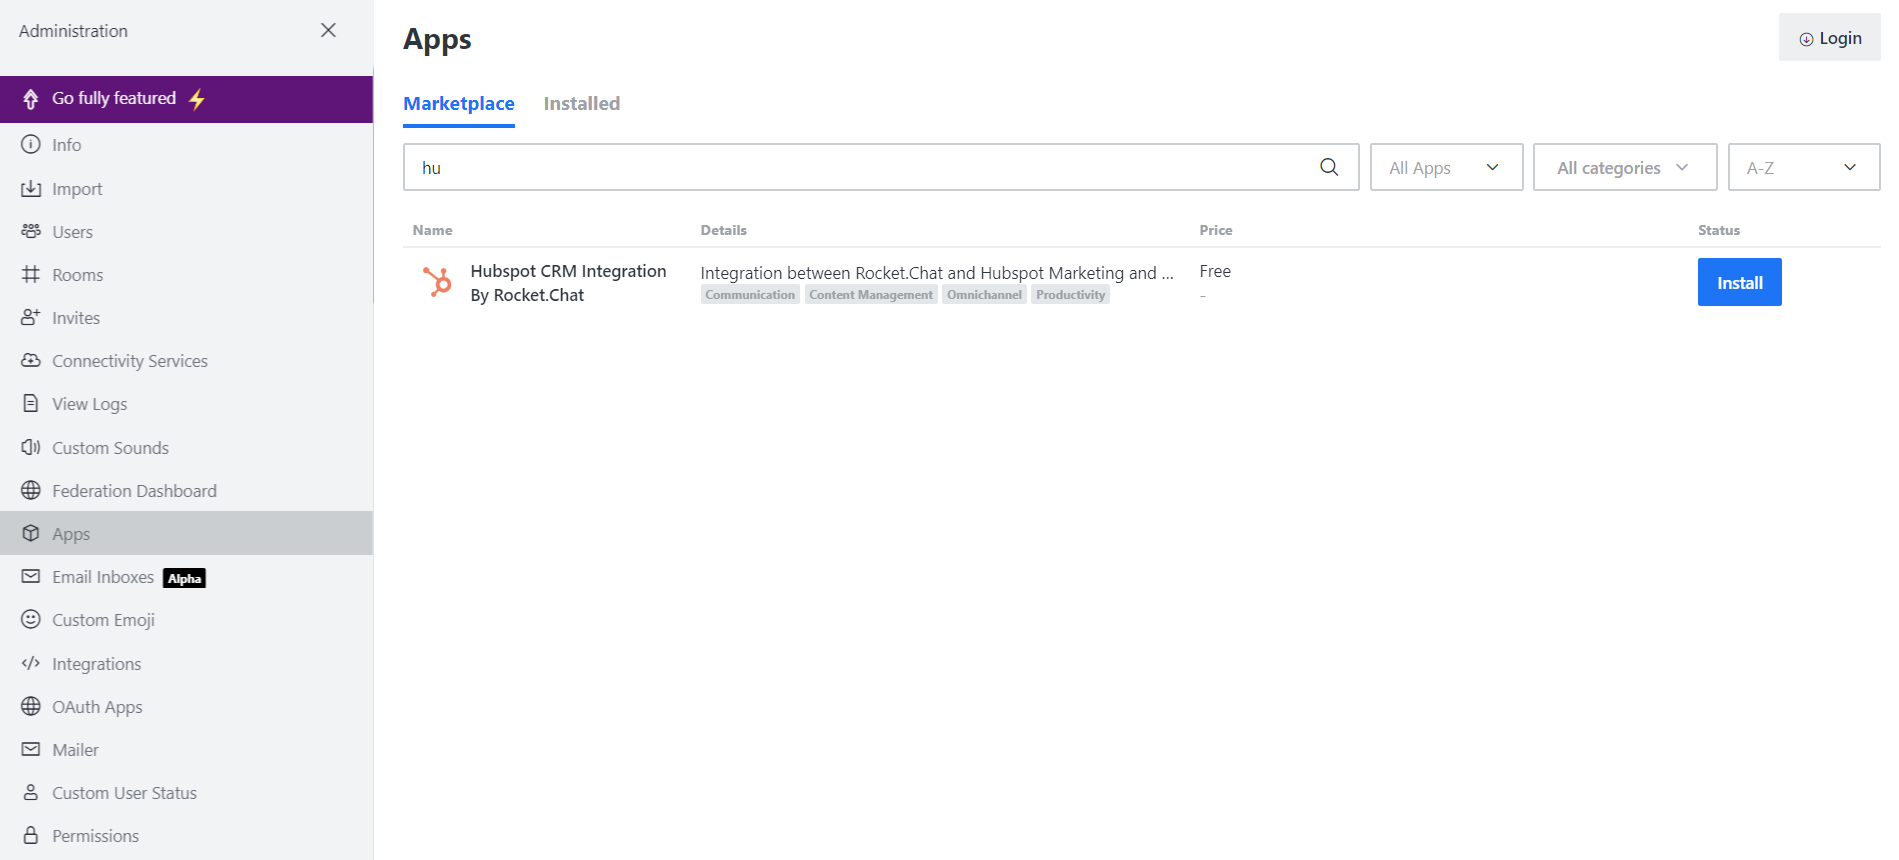 Administration
Go fully featured
Info
Import
Users
Rooms
Invites
Connectivity Services
View Logs
Custom Sounds
Federation Dashboard
Apps
Email Inboxes Alpha
Custom Emoji
Integrations
OAuth Apps
Mailer
Custom User Status
Permissions
Apps
Login
Marketplace Installed
hu All Apps All categories A-Z
Name Details Price Status
Hubspot CRM Integration
By Rocket.Chat
Integration between Rocket.Chat and Hubspot Marketing and ...
Communication Content Management Omnichannel Productivity
Free
-
Install